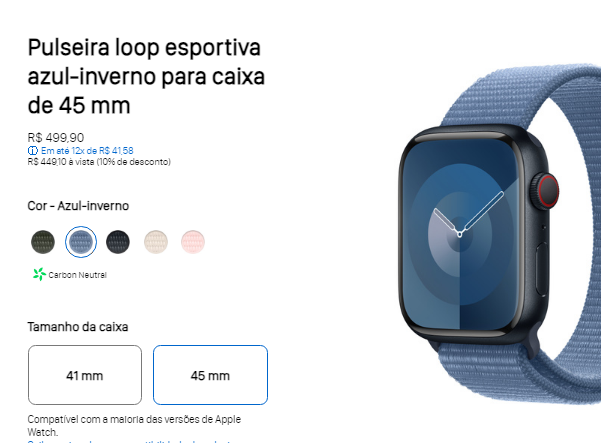 Pulseira loop esportiva
azul-inverno para caixa
de 45 mm
R$ 499,90
Em até 12x de R$ 41,58
R$ 449,10 à vista (10% de desconto)
Cor - Azul-inverno
Carbon Neutral
Tamanho da caixa
41 mm
45 mm
Compatível com a maioria das versões de Apple
Watch.